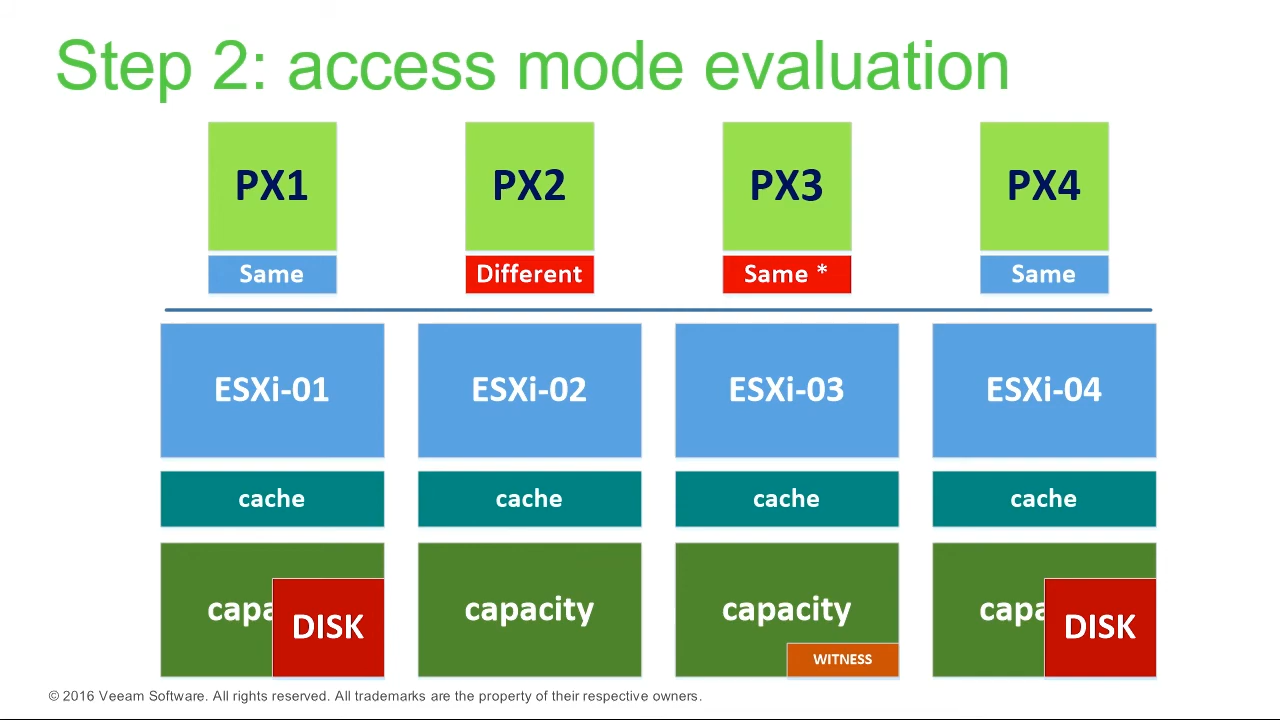 Step 2: access mode evaluation
PX1 PX2 PX3 PX4
Same Different Same * Same
ESXi-01 ESXi-02 ESXi-03 ESXi-04
cache cache cache cache
capa DISK capacity capacity capa DISK
WITNESS
© 2016 Veeam Software. All rights reserved. All trademarks are the property of their respective owners.